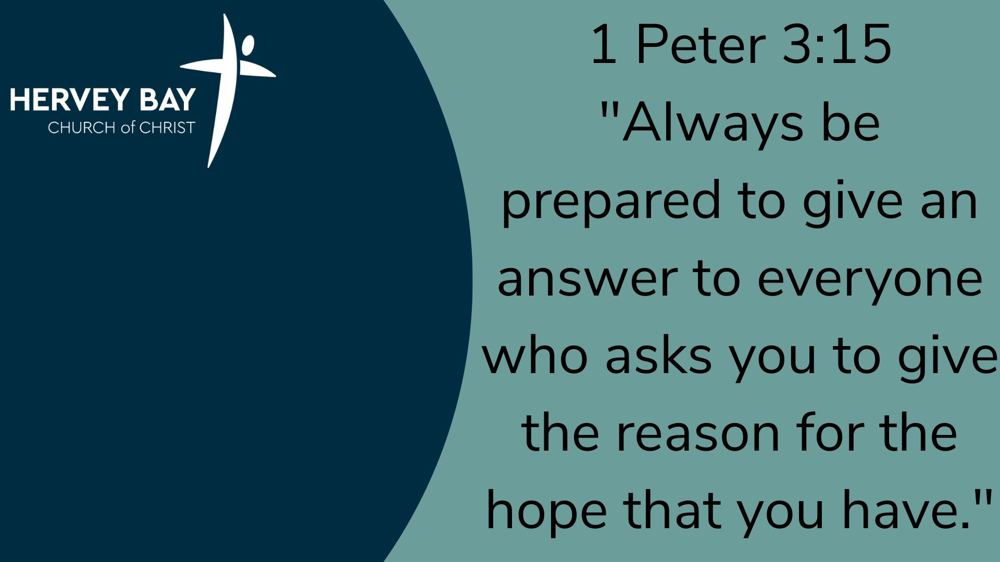 HERVEY BAY
CHURCH of CHRIST
1 Peter 3:15
"Always be
prepared to give an
answer to everyone
who asks you to give
the reason for the
hope that you have."